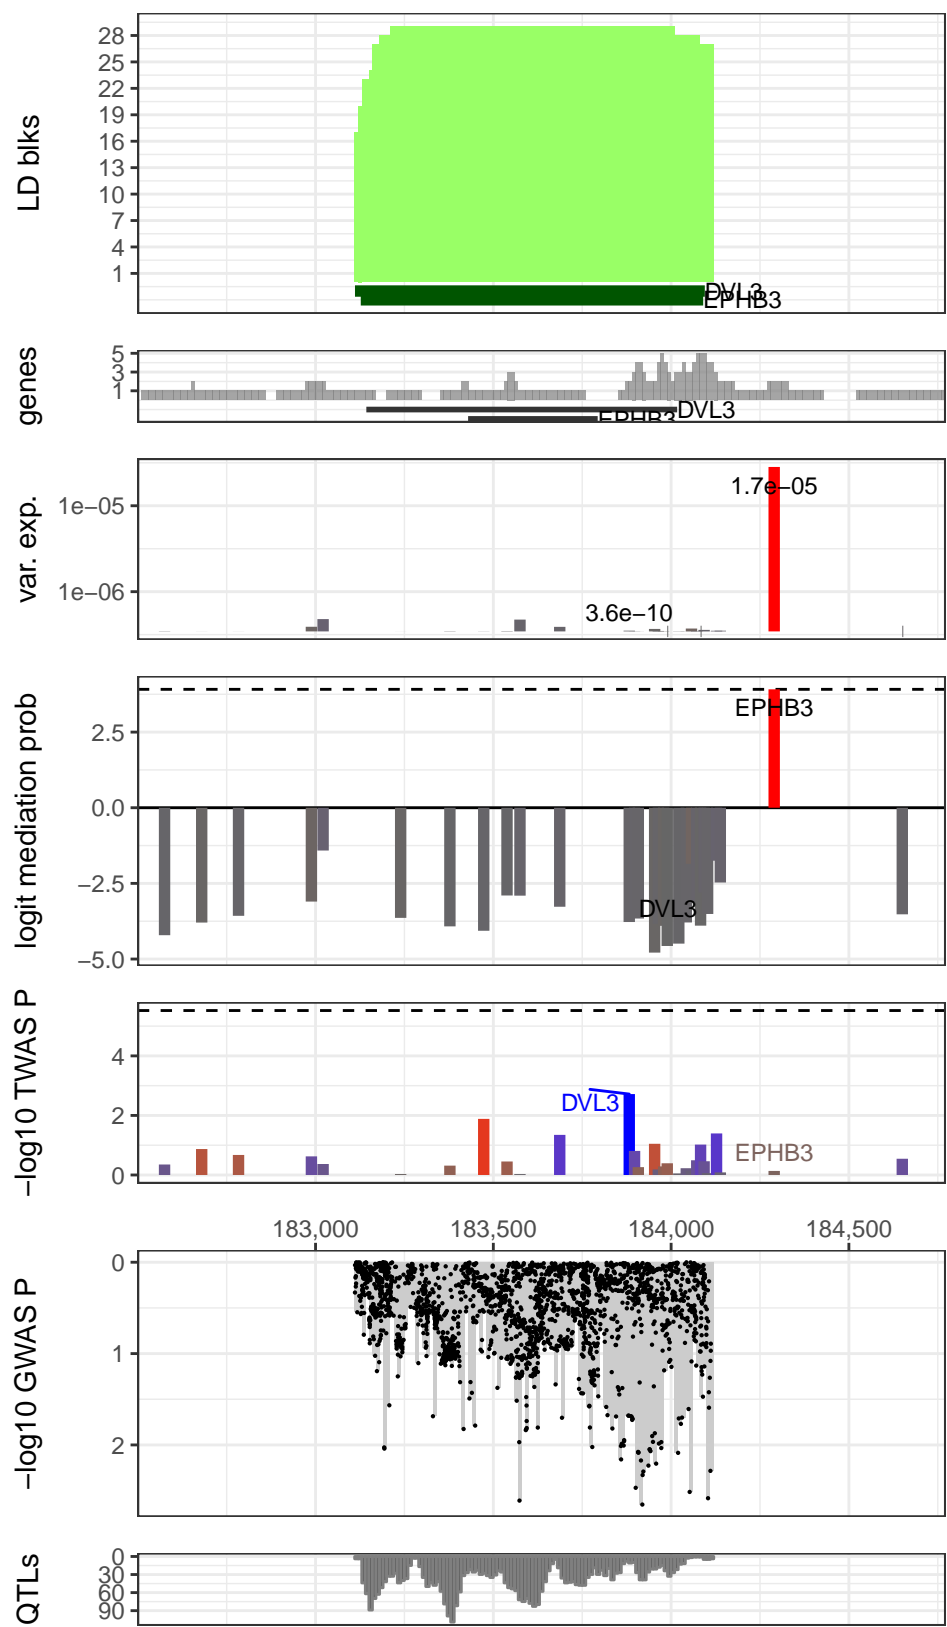 LD blks
28
25
22
19
16
13
10
7
4
1
DVL3
EPHB3
genes
5
3
1
DVL3
EPHB3
var. exp.
1e−05
1e−06
1.7e−05
3.6e−10
logit mediation prob
2.5
0.0
−2.5
−5.0
EPHB3
DVL3
−log10 TWAS P
4
2
0
DVL3
EPHB3
183,000 183,500 184,000 184,500
−log10 GWAS P
0
1
2
QTLs
0
30
60
90